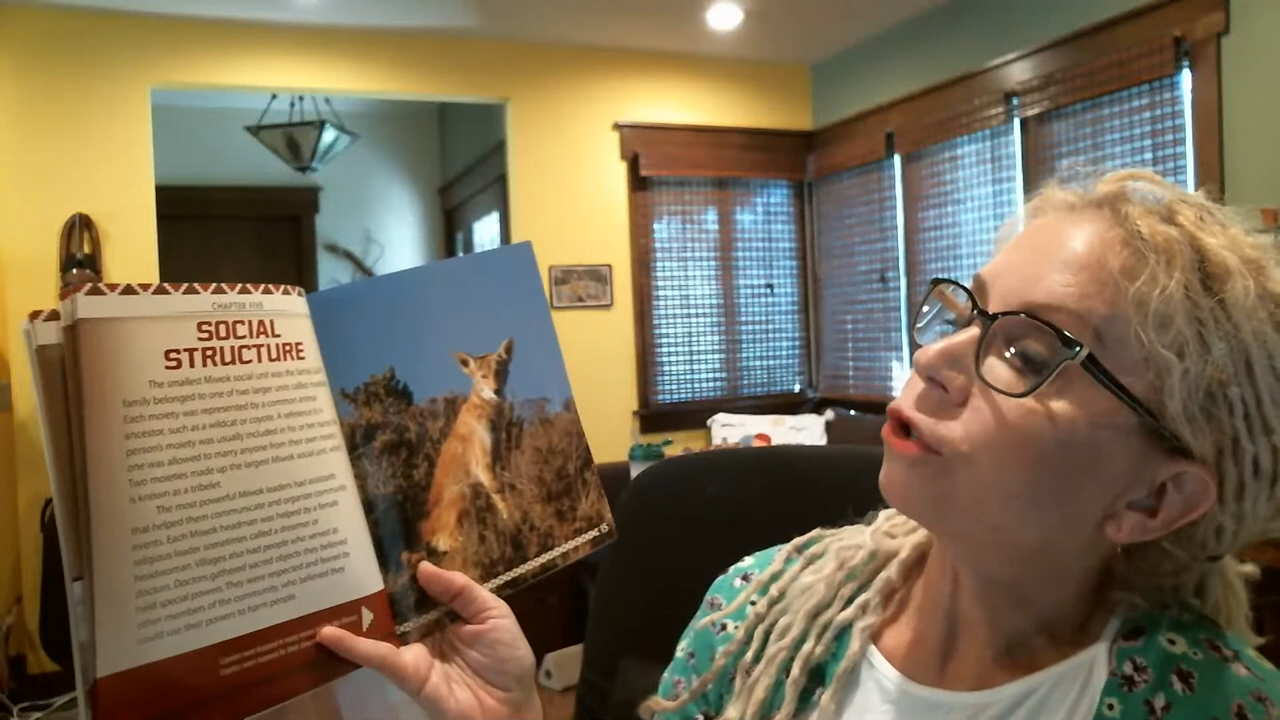 CHAPTER FIVE
SOCIAL
STRUCTURE
The smallest Miwok social unit was the family.
family belonged to one of two larger units called
Each moiety was represented by a common animal
ancestor, such as a wildcat or coyote. A reference to
person's moiety was usually included in his or her
one was allowed to marry anyone from their own
Two moieties made up the largest Miwok social unit,
is known as a tribelet.
The most powerful Miwok leaders had assistants
that helped them communicate and organize community
events. Each Miwok headman was helped by a female
religious leader sometimes called a dreamer or
headwoman. Villages also had people who served as
doctors. Doctors gathered sacred objects they believed
held special powers. They were respected and feared by
other members of the community, who believed they
could use their powers to harm people.
15